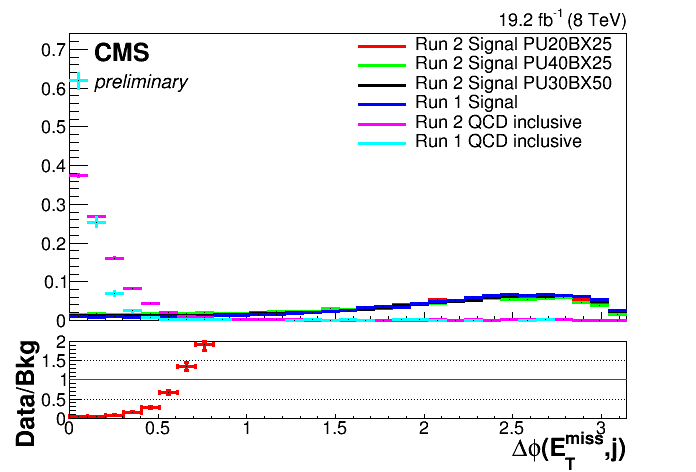 19.2 fb⁻¹ (8 TeV)
CMS
preliminary
Run 2 Signal PU20BX25
Run 2 Signal PU40BX25
Run 2 Signal PU30BX50
Run 1 Signal
Run 2 QCD inclusive
Run 1 QCD inclusive
0.7
0.6
0.5
0.4
0.3
0.2
0.1
0
Data/Bkg
2
1.5
1
0.5
0
0 0.5 1 1.5 2 2.5 3
Δϕ(E_T^miss,j)